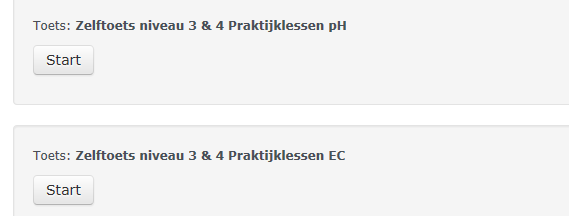 Toets: Zelftoets niveau 3 & 4 Praktijklessen pH
Start
Toets: Zelftoets niveau 3 & 4 Praktijklessen EC
Start